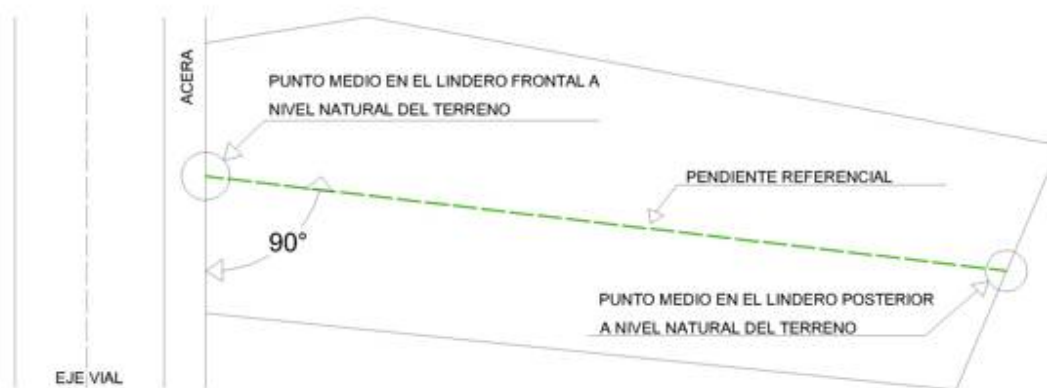 ACERA
PUNTO MEDIO EN EL LINDERO FRONTAL A
NIVEL NATURAL DEL TERRENO
PENDIENTE REFERENCIAL
90°
PUNTO MEDIO EN EL LINDERO POSTERIOR
A NIVEL NATURAL DEL TERRENO
EJE VIAL